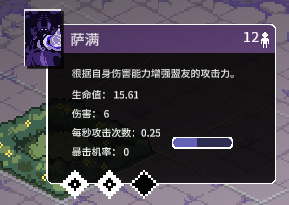 萨满 12
根据自身伤害能力增强盟友的攻击力。
生命值： 15.61
伤害： 6
每秒攻击次数： 0.25
暴击机率： 0